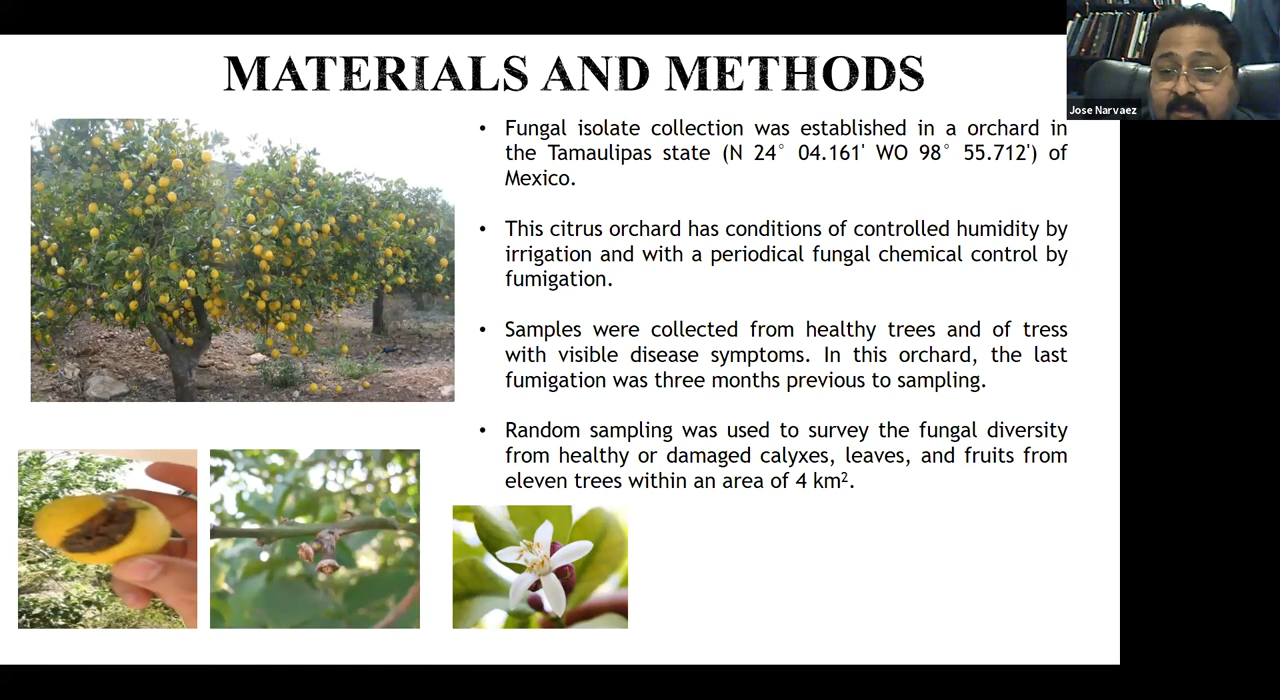 MATERIALS AND METHODS
Jose Narvaez
• Fungal isolate collection was established in a orchard in
the Tamaulipas state (N 24° 04.161' WO 98° 55.712') of
Mexico.
• This citrus orchard has conditions of controlled humidity by
irrigation and with a periodical fungal chemical control by
fumigation.
• Samples were collected from healthy trees and of tress
with visible disease symptoms. In this orchard, the last
fumigation was three months previous to sampling.
• Random sampling was used to survey the fungal diversity
from healthy or damaged calyxes, leaves, and fruits from
eleven trees within an area of 4 km².